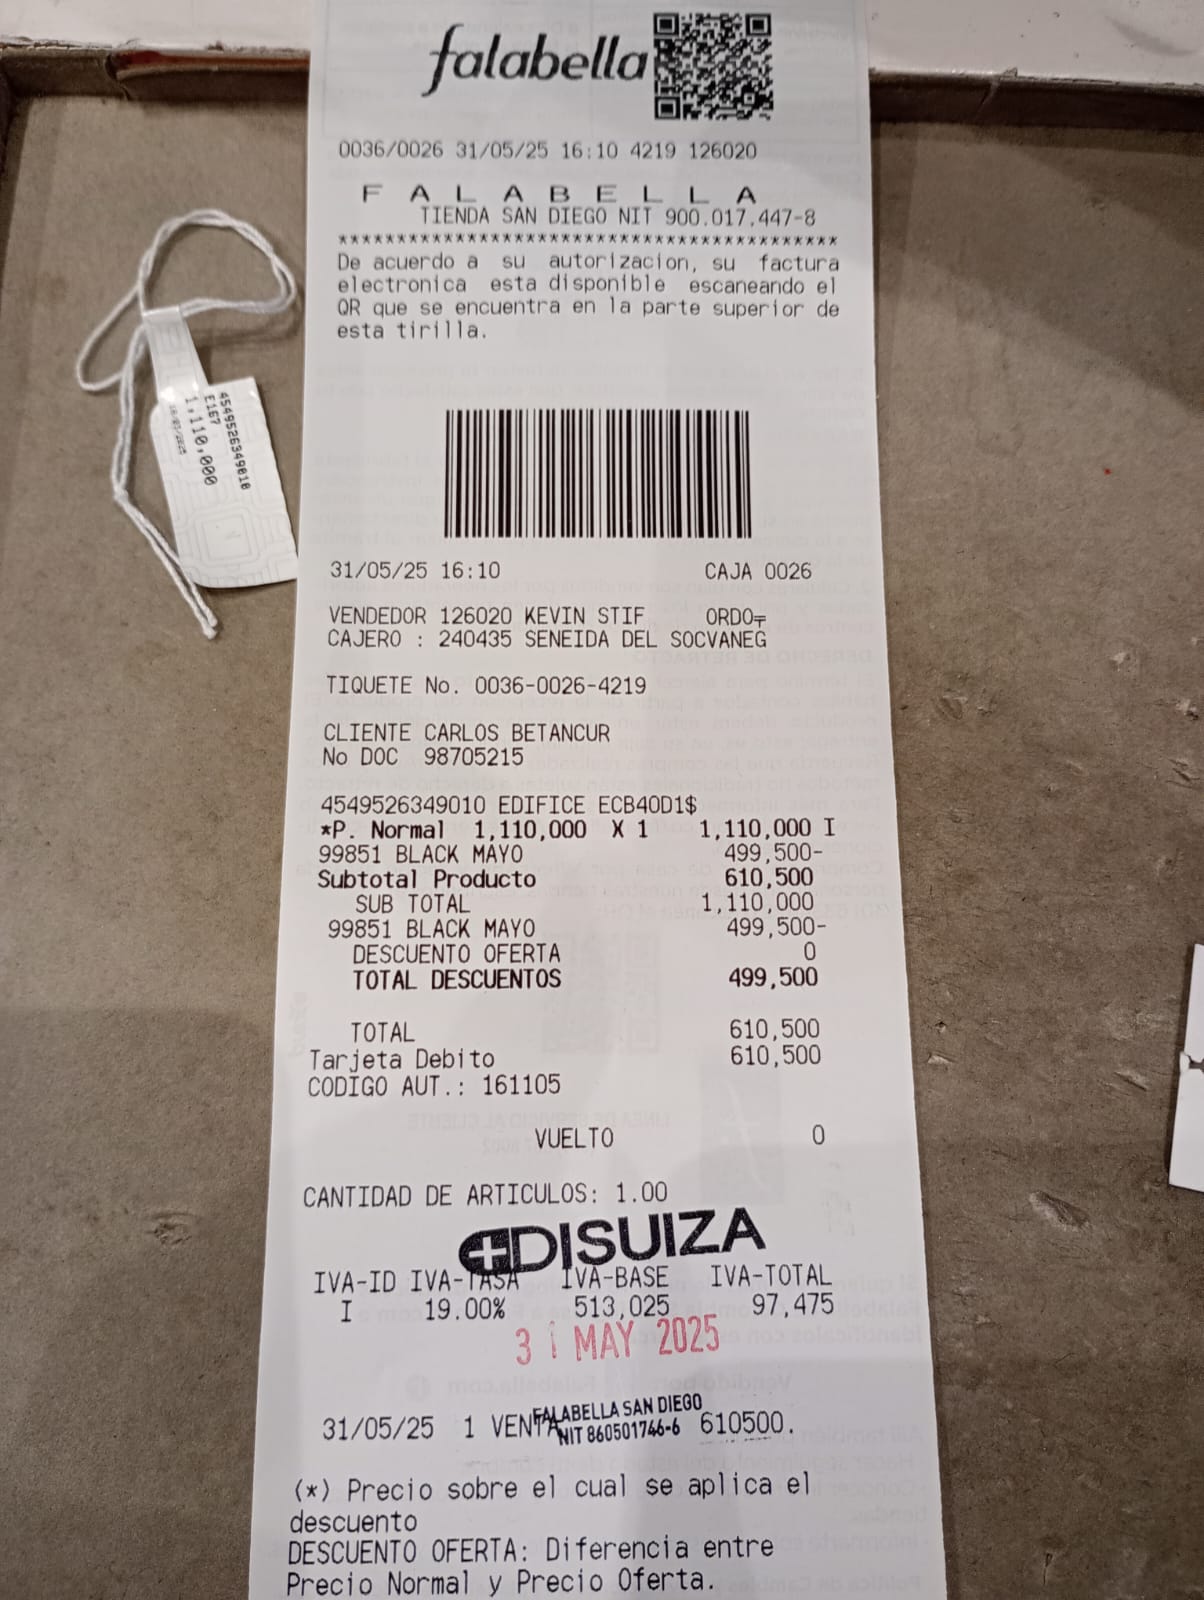 falabella
0036/0026 31/05/25 16:10 4219 126020
F A L A B E L L A
TIENDA SAN DIEGO NIT 900.017.447-8
*******************************************
De acuerdo a su autorizacion, su factura
electronica esta disponible escaneando el
QR que se encuentra en la parte superior de
esta tirilla.
4549526349010
E167
1,110,000
31/05/25 16:10 CAJA 0026
VENDEDOR 126020 KEVIN STIF ORDO
CAJERO : 240435 SENEIDA DEL SOCVANEG
TIQUETE No. 0036-0026-4219
CLIENTE CARLOS BETANCUR
No DOC 98705215
4549526349010 EDIFICE ECB40D1$
*P. Normal 1,110,000 X 1 1,110,000 I
99851 BLACK MAYO 499,500-
Subtotal Producto 610,500
SUB TOTAL 1,110,000
99851 BLACK MAYO 499,500-
DESCUENTO OFERTA 0
TOTAL DESCUENTOS 499,500
TOTAL 610,500
Tarjeta Debito 610,500
CODIGO AUT.: 161105
VUELTO 0
CANTIDAD DE ARTICULOS: 1.00
DISUIZA
IVA-ID IVA-TASA IVA-BASE IVA-TOTAL
I 19.00% 513,025 97,475
31 MAY 2025
FALABELLA SAN DIEGO
31/05/25 1 VENTA NIT 860501746-6 610500.
(*) Precio sobre el cual se aplica el
descuento
DESCUENTO OFERTA: Diferencia entre
Precio Normal y Precio Oferta.